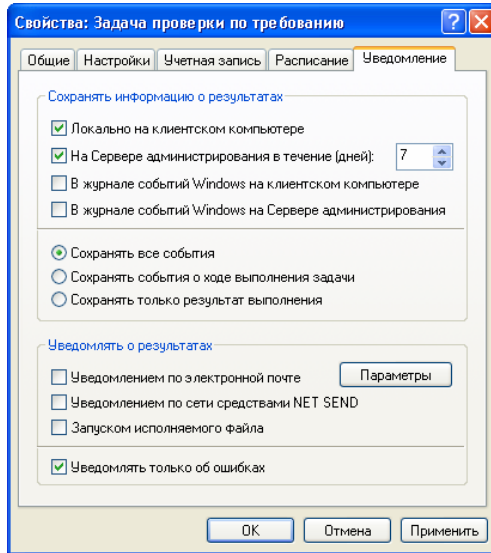 Свойства: Задача проверки по требованию
Общие Настройки Учетная запись Расписание Уведомление
Сохранять информацию о результатах
Локально на клиентском компьютере
На Сервере администрирования в течение (дней): 7
В журнале событий Windows на клиентском компьютере
В журнале событий Windows на Сервере администрирования
Сохранять все события
Сохранять события о ходе выполнения задачи
Сохранять только результат выполнения
Уведомлять о результатах
Уведомлением по электронной почте Параметры
Уведомлением по сети средствами NET SEND
Запуском исполняемого файла
Уведомлять только об ошибках
OK Отмена Применить